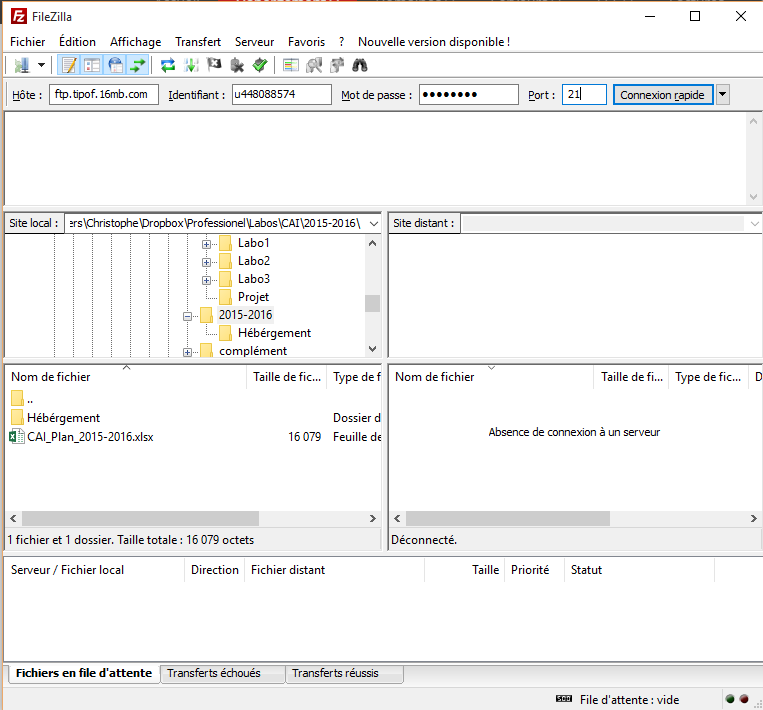 FileZilla
Fichier Édition Affichage Transfert Serveur Favoris ? Nouvelle version disponible !
Hôte : ftp.tipof.16mb.com Identifiant : u448088574 Mot de passe : ●●●●●●●● Port : 21 Connexion rapide
Site local : ers\Christophe\Dropbox\Professionel\Labos\CAI\2015-2016\
Labo1
Labo2
Labo3
Projet
2015-2016
Hébérgement
complément
Site distant :
Nom de fichier Taille de fic... Type de f
..
Hébérgement Dossier d
CAI_Plan_2015-2016.xlsx 16 079 Feuille de
1 fichier et 1 dossier. Taille totale : 16 079 octets
Nom de fichier Taille de fi... Type de fic... D
Absence de connexion à un serveur
Déconnecté.
Serveur / Fichier local Direction Fichier distant Taille Priorité Statut
Fichiers en file d'attente Transferts échoués Transferts réussis
File d'attente : vide